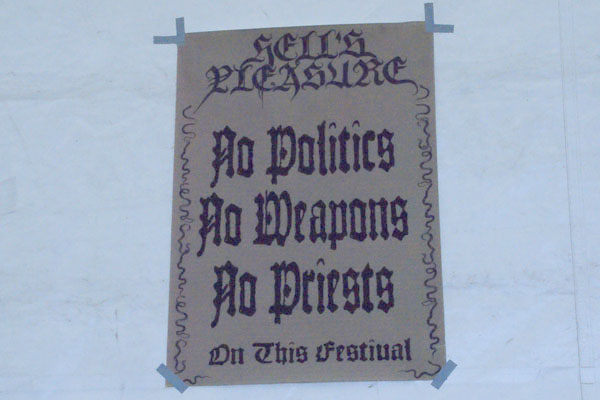 HELL'S
PLEASURE
No Politics
No Weapons
No Priests
On This Festival